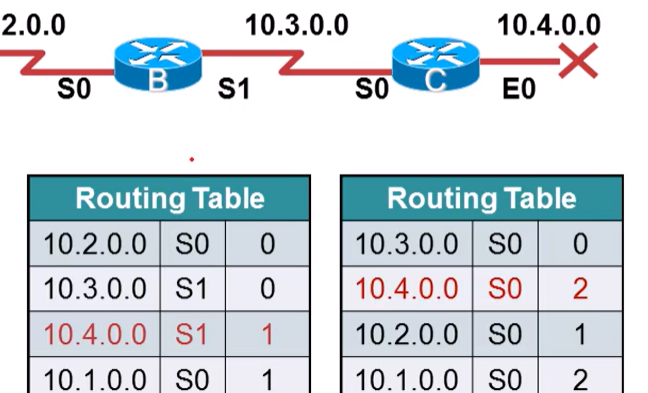 2.0.0 10.3.0.0 10.4.0.0
B C
S0 S1 S0 E0
Routing Table
10.2.0.0 S0 0
10.3.0.0 S1 0
10.4.0.0 S1 1
10.1.0.0 S0 1
Routing Table
10.3.0.0 S0 0
10.4.0.0 S0 2
10.2.0.0 S0 1
10.1.0.0 S0 2